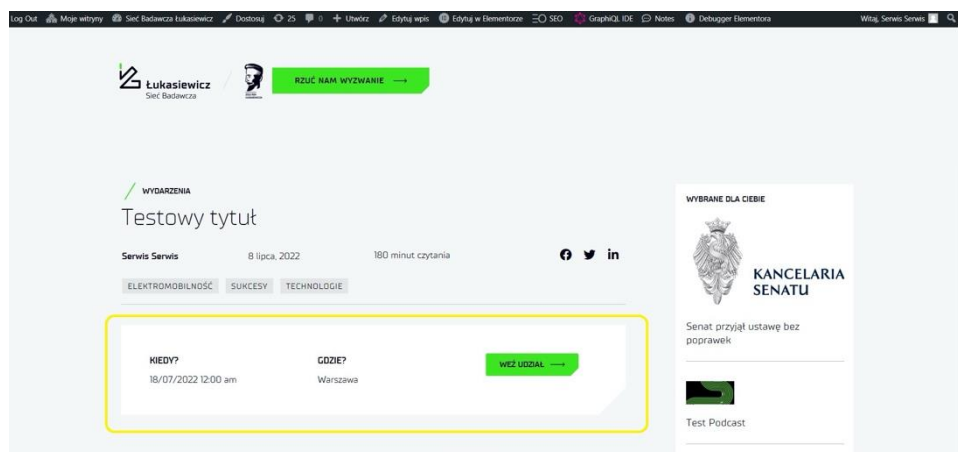 Log Out Moje witryny Sieć Badawcza Łukasiewicz Dostosuj 25 0 Utwórz Edytuj wpis Edytuj w Elementorze SEO GraphiQL IDE Notes Debugger Elementora Witaj, Serwis Serwis
Łukasiewicz
Sieć Badawcza
RZUĆ NAM WYZWANIE
WYDARZENIA
Testowy tytuł
Serwis Serwis 8 lipca, 2022 180 minut czytania
ELEKTROMOBILNOŚĆ SUKCESY TECHNOLOGIE
KIEDY? GDZIE?
18/07/2022 12:00 am Warszawa
WEŹ UDZIAŁ
WYBRANE DLA CIEBIE
KANCELARIA
SENATU
Senat przyjął ustawę bez
poprawek
Test Podcast